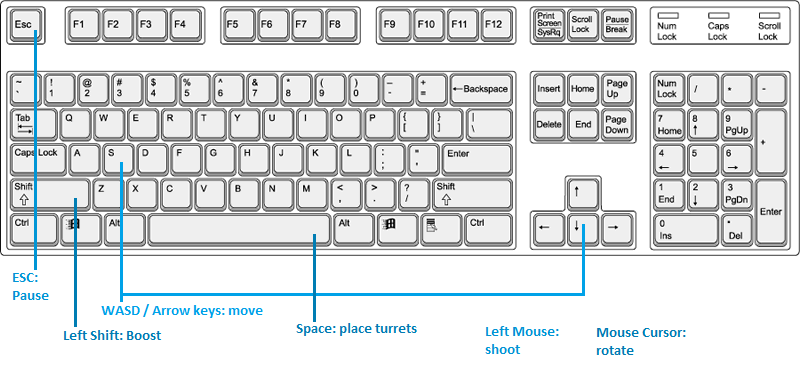 Esc F1 F2 F3 F4 F5 F6 F7 F8 F9 F10 F11 F12 Print Screen SysRq Scroll Lock Pause Break Num Lock Caps Lock Scroll Lock
~ ` ! 1 @ 2 # 3 $ 4 % 5 ^ 6 & 7 * 8 ( 9 ) 0 - - + = ←Backspace Insert Home Page Up Num Lock / * -
Tab Q W E R T Y U I O P { [ } ] | \ Delete End Page Down 7 Home 8 ↑ 9 PgUp +
Caps Lock A S D F G H J K L : ; " , Enter 4 ← 5 6 →
Shift Z X C V B N M < , > . ? / Shift ↑ 1 End 2 ↓ 3 PgDn Enter
Ctrl Alt Alt Ctrl ← ↓ → 0 Ins * Del
ESC:
Pause
WASD / Arrow keys: move
Left Shift: Boost
Space: place turrets
Left Mouse:
shoot
Mouse Cursor:
rotate